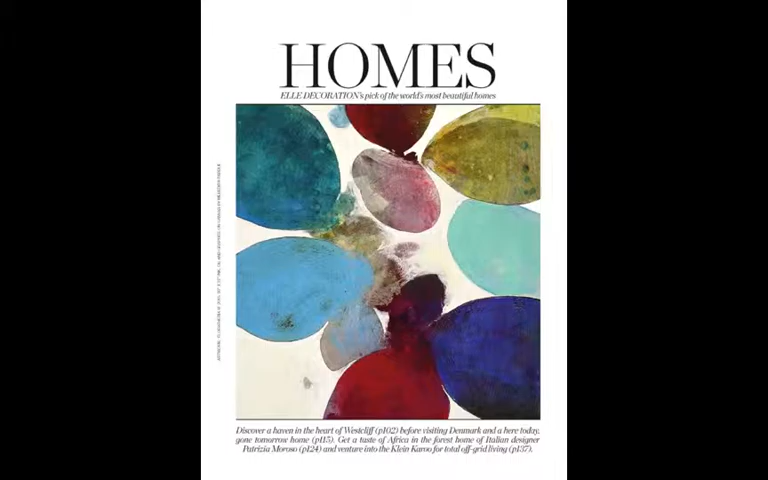 HOMES
ELLE DECORATION's pick of the world's most beautiful homes
Discover a haven in the heart of Westcliff (p102) before visiting Denmark and a here today,
gone tomorrow home (p115). Get a taste of Africa in the forest home of Italian designer
Patrizia Moroso (p124) and venture into the Klein Karoo for total off-grid living (p137).